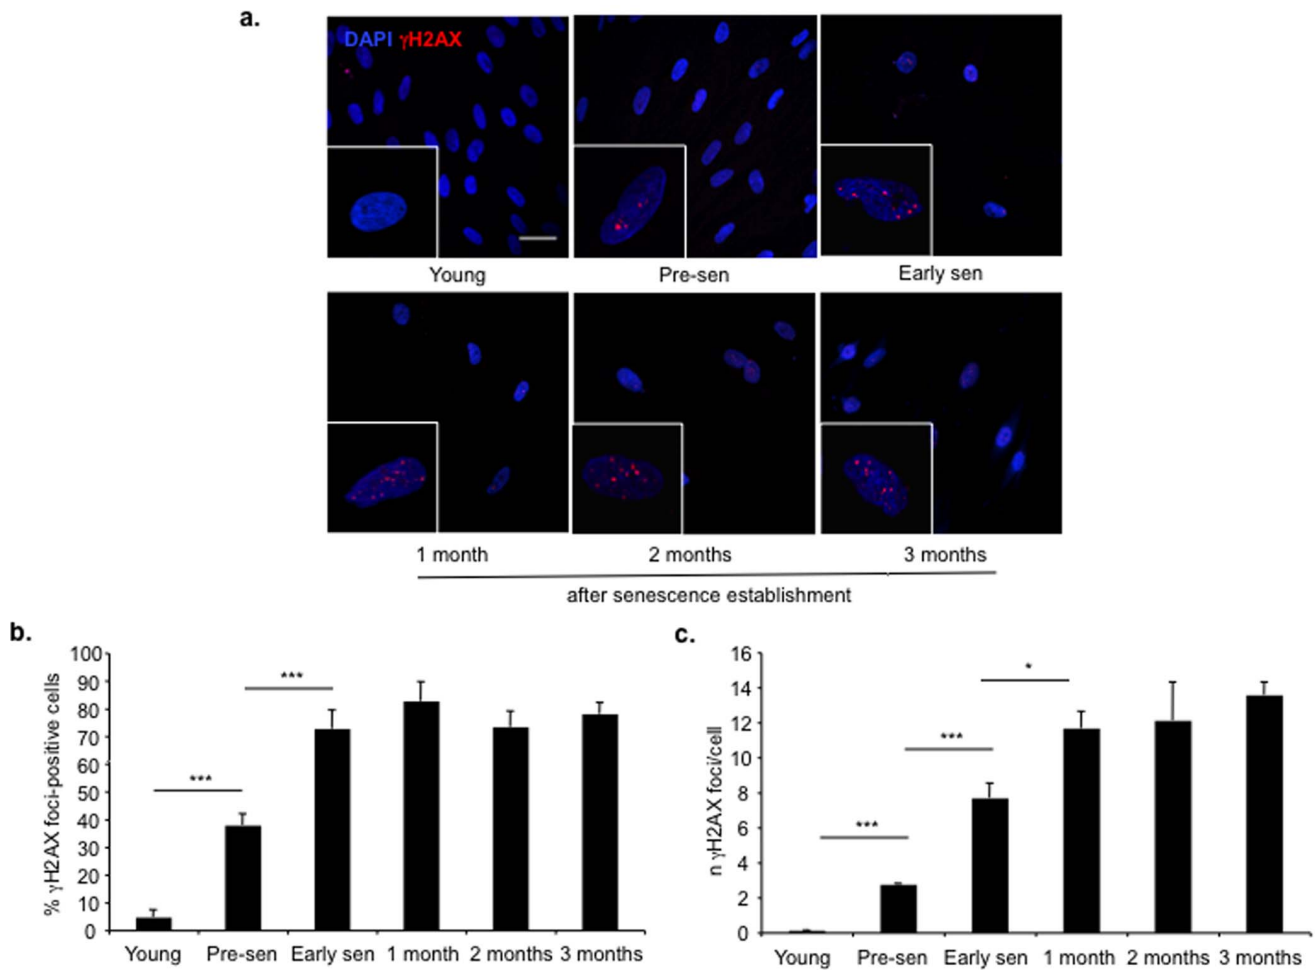 a.
DAPI γH2AX
Young
Pre-sen
Early sen
1 month
2 months
3 months
after senescence establishment
b.
% γH2AX foci-positive cells
100
90
80
70
60
50
40
30
20
10
0
***
***
Young
Pre-sen
Early sen
1 month
2 months
3 months
c.
n γH2AX foci/cell
16
14
12
10
8
6
4
2
0
***
***
*
Young
Pre-sen
Early sen
1 month
2 months
3 months